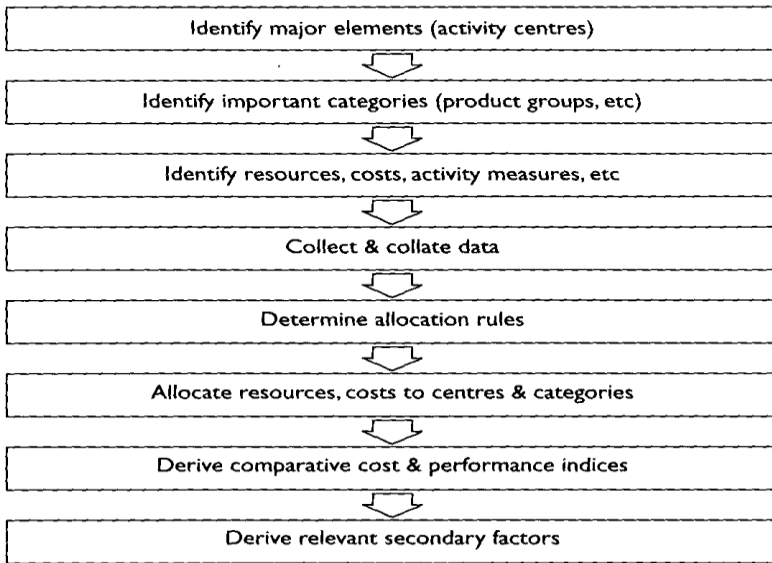 Identify major elements (activity centres)
Identify important categories (product groups, etc)
Identify resources, costs, activity measures, etc
Collect & collate data
Determine allocation rules
Allocate resources, costs to centres & categories
Derive comparative cost & performance indices
Derive relevant secondary factors